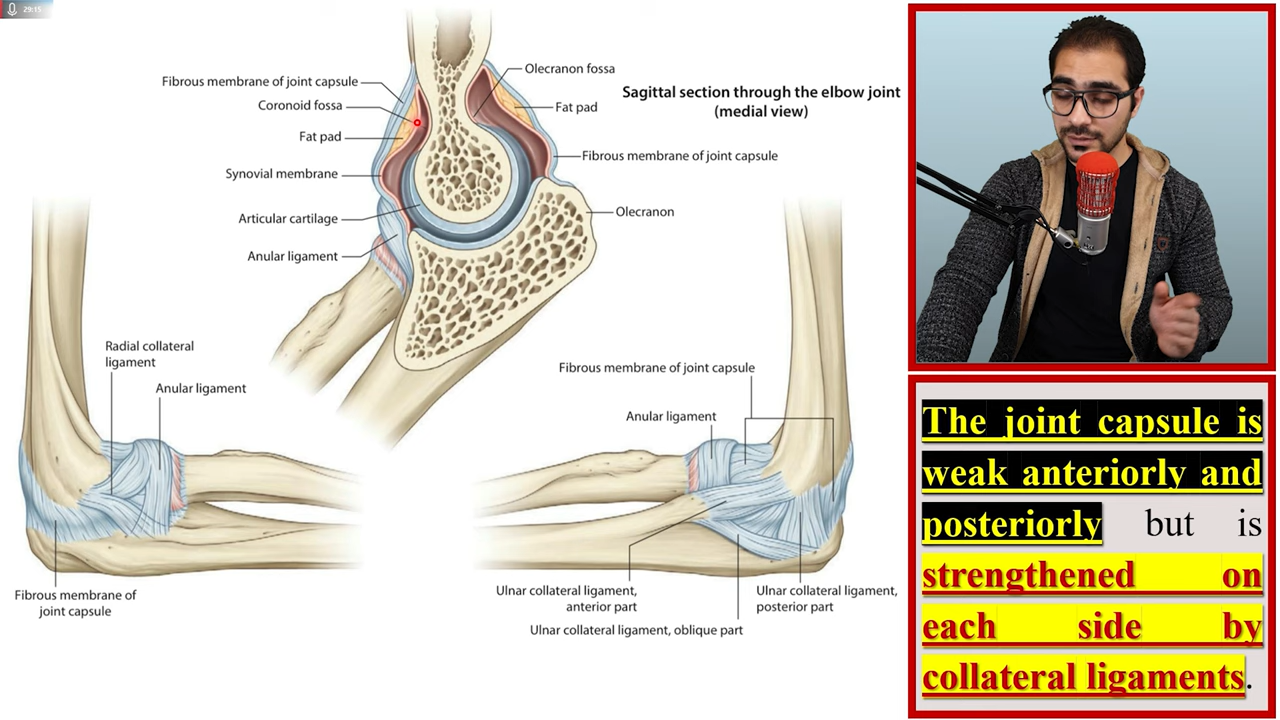 29:15
Fibrous membrane of joint capsule
Coronoid fossa
Fat pad
Synovial membrane
Articular cartilage
Anular ligament
Olecranon fossa
Fat pad
Fibrous membrane of joint capsule
Olecranon
Sagittal section through the elbow joint
(medial view)
Radial collateral
ligament
Anular ligament
Fibrous membrane of
joint capsule
Fibrous membrane of joint capsule
Anular ligament
Ulnar collateral ligament,
anterior part
Ulnar collateral ligament,
posterior part
Ulnar collateral ligament, oblique part
The joint capsule is
weak anteriorly and
posteriorly but is
strengthened on
each side by
collateral ligaments.